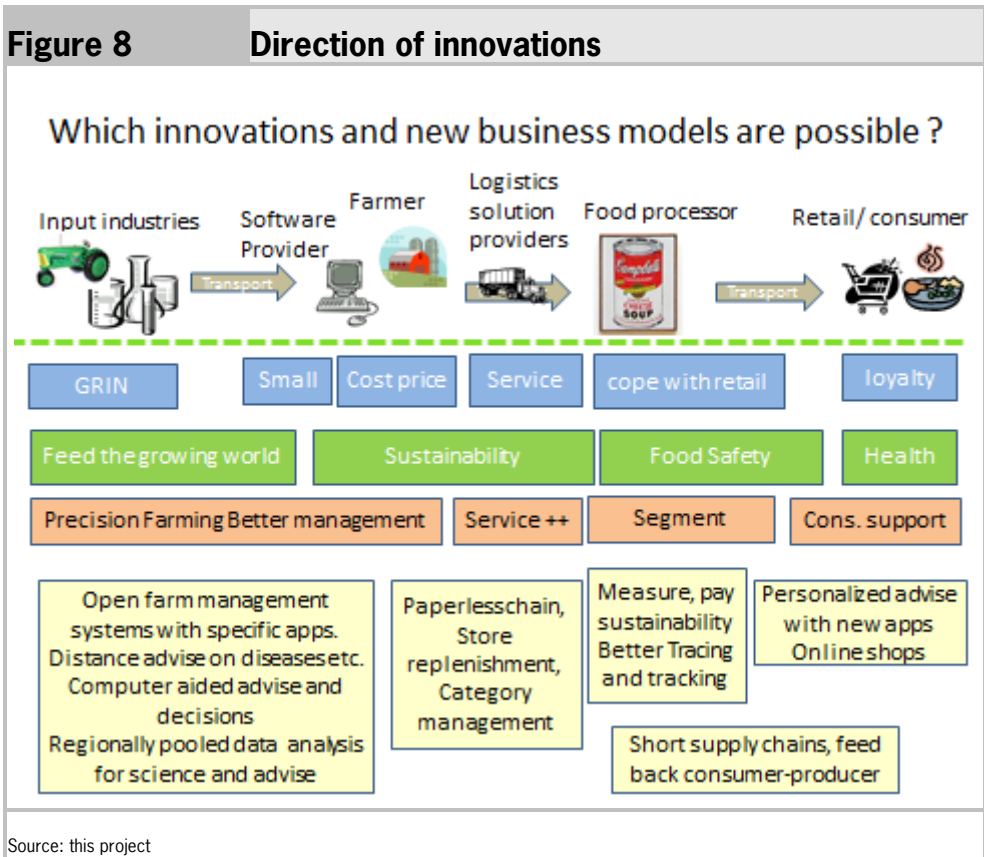 Figure 8 Direction of innovations
Which innovations and new business models are possible ?
Input industries
Transport
Software
Provider
Farmer
Logistics
solution
providers
Food processor
Campbell's
CHEESE
SOUP
Transport
Retail/ consumer
GRIN
Small
Cost price
Service
cope with retail
loyalty
Feed the growing world
Sustainability
Food Safety
Health
Precision Farming Better management
Service ++
Segment
Cons. support
Open farm management
systems with specific apps.
Distance advise on diseases etc.
Computer aided advise and
decisions
Regionally pooled data analysis
for science and advise
Paperlesschain,
Store
replenishment,
Category
management
Measure, pay
sustainability
Better Tracing
and tracking
Personalized advise
with new apps
Online shops
Short supply chains, feed
back consumer-producer
Source: this project